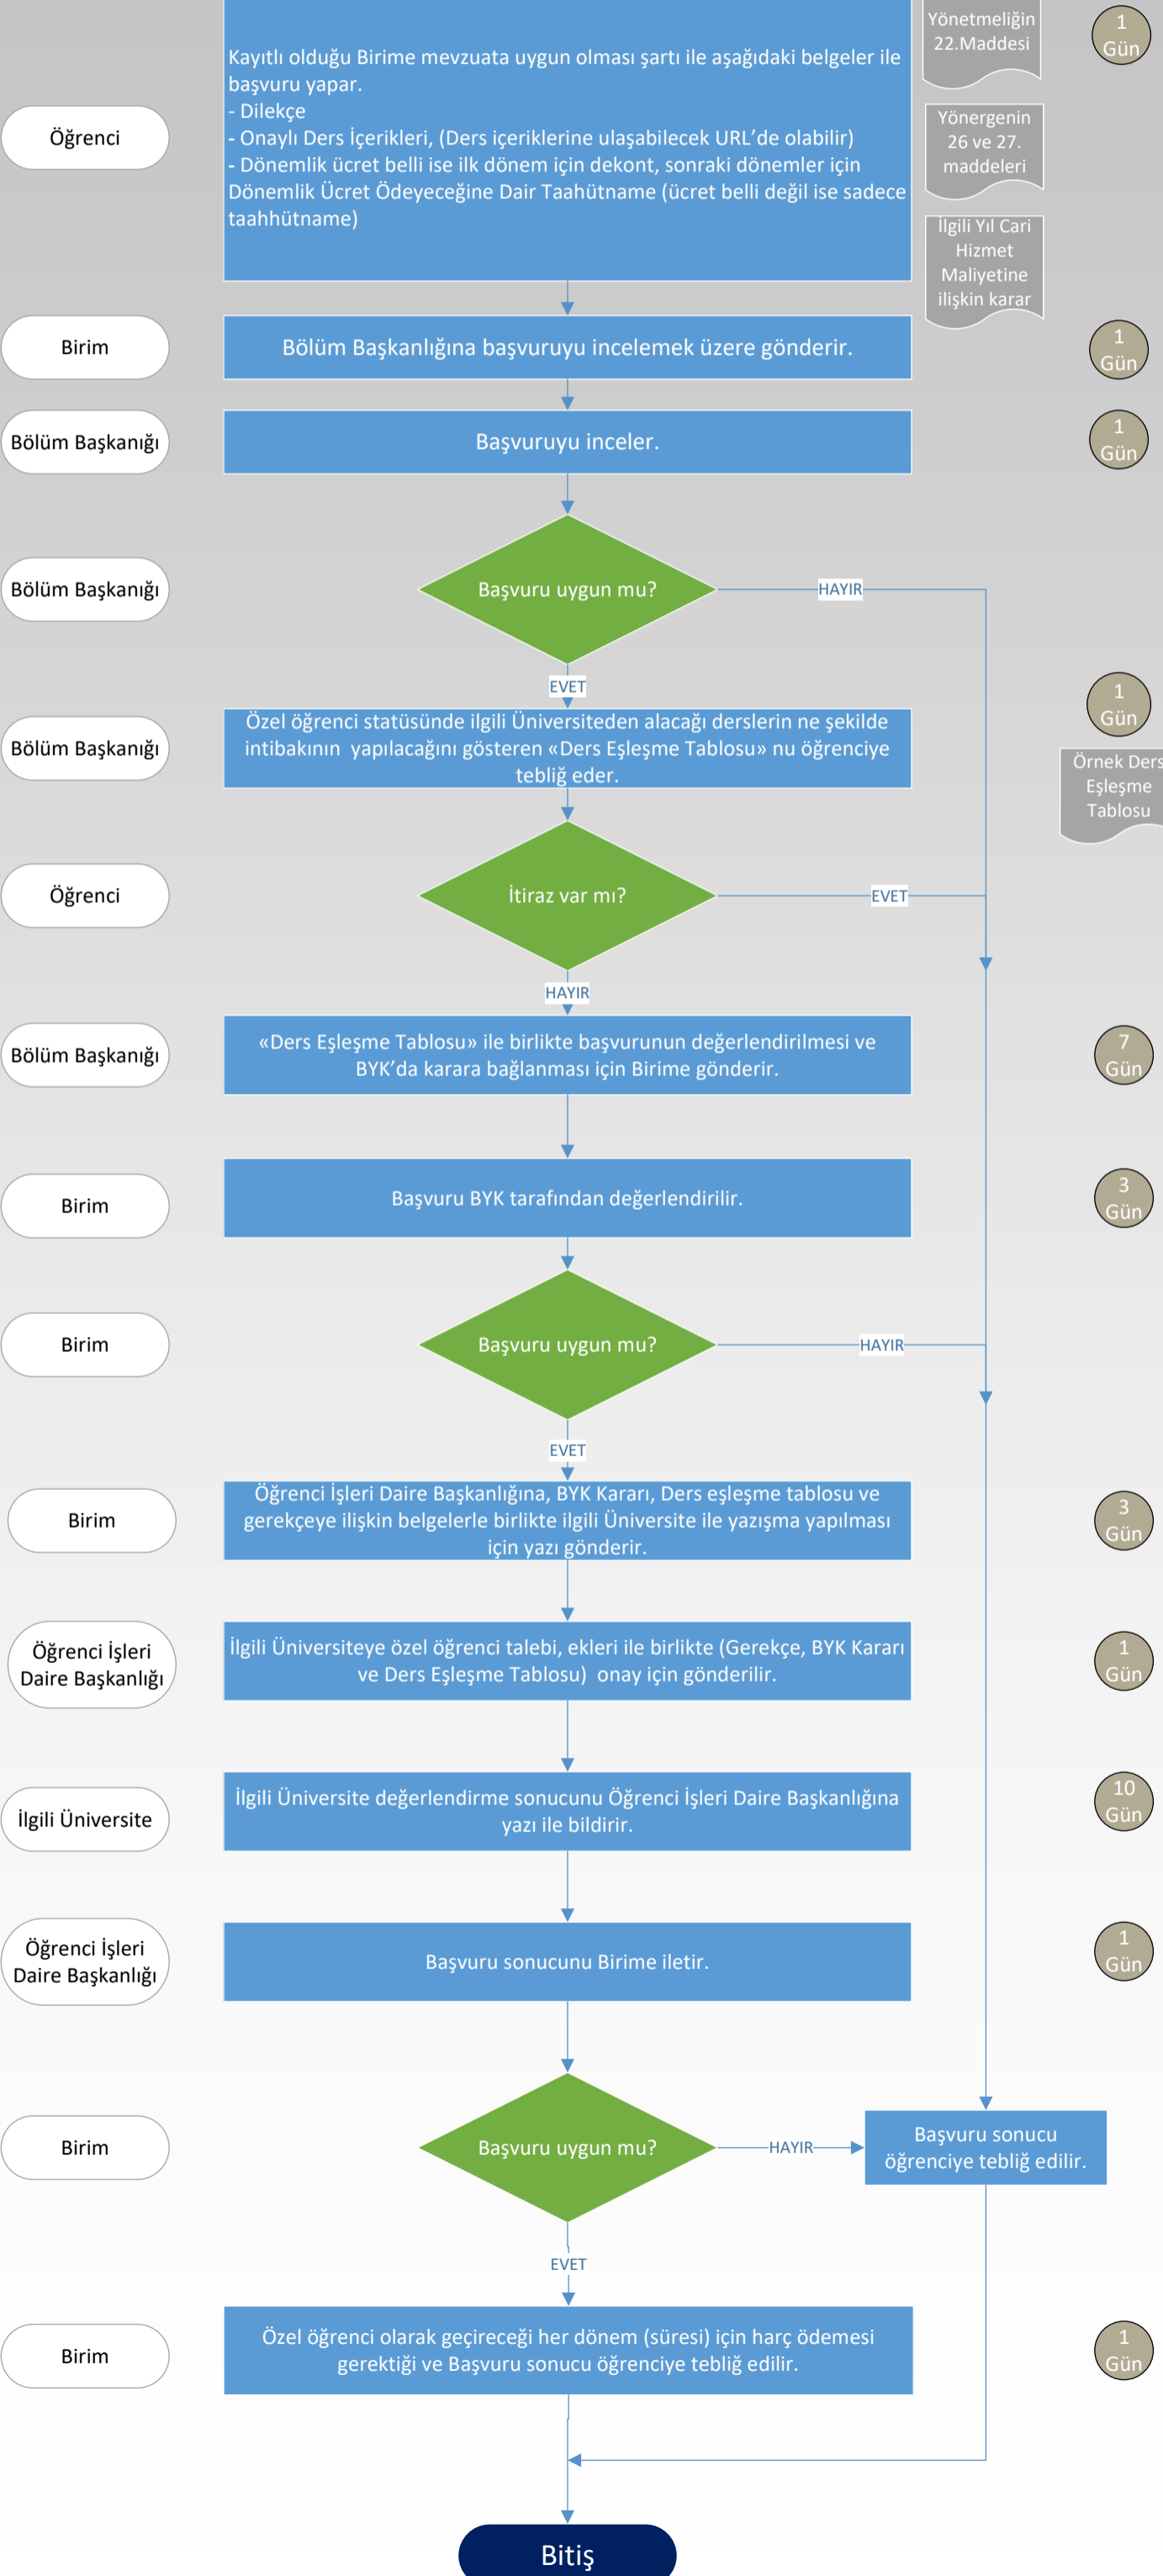 Yönetmeliğin
22.Maddesi
1
Gün
Öğrenci
Kayıtlı olduğu Birime mevzuata uygun olması şartı ile aşağıdaki belgeler ile
başvuru yapar.
- Dilekçe
- Onaylı Ders İçerikleri, (Ders içeriklerine ulaşabilecek URL’de olabilir)
- Dönemlik ücret belli ise ilk dönem için dekont, sonraki dönemler için
Dönemlik Ücret Ödeyeceğine Dair Taahütname (ücret belli değil ise sadece
taahhütname)
Yönergenin
26 ve 27.
maddeleri
İlgili Yıl Cari
Hizmet
Maliyetine
ilişkin karar
Birim
Bölüm Başkanlığına başvuruyu incelemek üzere gönderir.
1
Gün
Bölüm Başkanığı
Başvuruyu inceler.
1
Gün
Bölüm Başkanığı
Başvuru uygun mu?
HAYIR
EVET
Bölüm Başkanığı
Özel öğrenci statüsünde ilgili Üniversiteden alacağı derslerin ne şekilde
intibakının  yapılacağını gösteren «Ders Eşleşme Tablosu» nu öğrenciye
tebliğ eder.
1
Gün
Örnek Ders
Eşleşme
Tablosu
Öğrenci
İtiraz var mı?
EVET
HAYIR
Bölüm Başkanığı
«Ders Eşleşme Tablosu» ile birlikte başvurunun değerlendirilmesi ve
BYK’da karara bağlanması için Birime gönderir.
7
Gün
Birim
Başvuru BYK tarafından değerlendirilir.
3
Gün
Birim
Başvuru uygun mu?
HAYIR
EVET
Birim
Öğrenci İşleri Daire Başkanlığına, BYK Kararı, Ders eşleşme tablosu ve
gerekçeye ilişkin belgelerle birlikte ilgili Üniversite ile yazışma yapılması
için yazı gönderir.
3
Gün
Öğrenci İşleri
Daire Başkanlığı
İlgili Üniversiteye özel öğrenci talebi, ekleri ile birlikte (Gerekçe, BYK Kararı
ve Ders Eşleşme Tablosu)  onay için gönderilir.
1
Gün
İlgili Üniversite
İlgili Üniversite değerlendirme sonucunu Öğrenci İşleri Daire Başkanlığına
yazı ile bildirir.
10
Gün
Öğrenci İşleri
Daire Başkanlığı
Başvuru sonucunu Birime iletir.
1
Gün
Birim
Başvuru uygun mu?
HAYIR
Başvuru sonucu
öğrenciye tebliğ edilir.
EVET
Birim
Özel öğrenci olarak geçireceği her dönem (süresi) için harç ödemesi
gerektiği ve Başvuru sonucu öğrenciye tebliğ edilir.
1
Gün
Bitiş